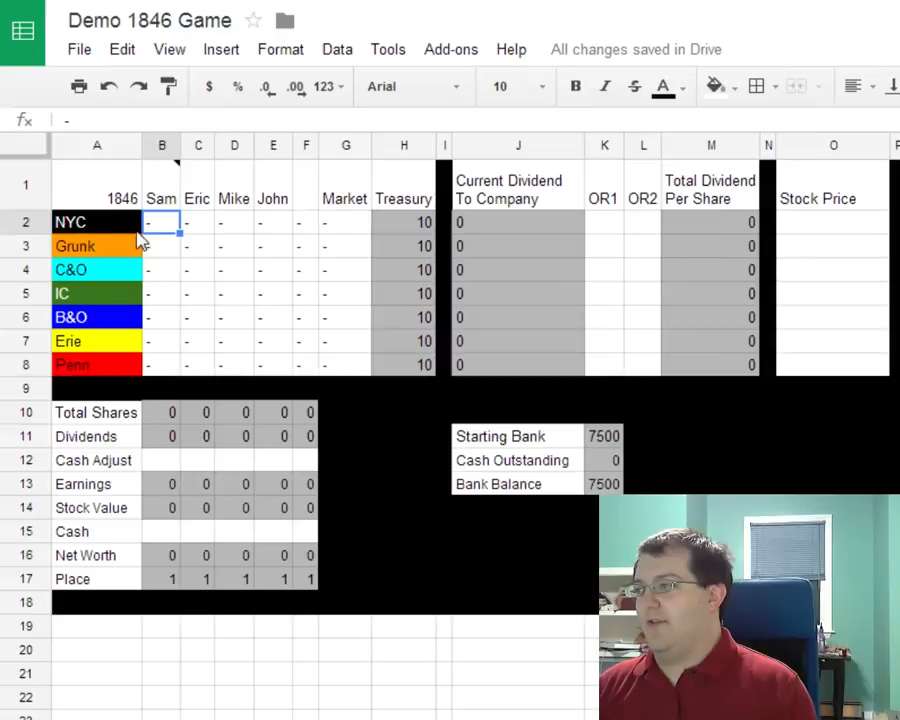 Demo 1846 Game
File Edit View Insert Format Data Tools Add-ons Help All changes saved in Drive
$ % .0 .00 123 Arial 10 B I S A
fx -
A B C D E F G H I J K L M N O
1 1846 Sam Eric Mike John Market Treasury Current Dividend To Company OR1 OR2 Total Dividend Per Share Stock Price
2 NYC - - - - - 10 0 0
3 Grunk - - - - - 10 0 0
4 C&O - - - - - 10 0 0
5 IC - - - - - 10 0 0
6 B&O - - - - - 10 0 0
7 Erie - - - - - 10 0 0
8 Penn - - - - - 10 0 0
9
10 Total Shares 0 0 0 0 0
11 Dividends 0 0 0 0 0 Starting Bank 7500
12 Cash Adjust Cash Outstanding 0
13 Earnings 0 0 0 0 0 Bank Balance 7500
14 Stock Value 0 0 0 0 0
15 Cash
16 Net Worth 0 0 0 0 0
17 Place 1 1 1 1 1
18
19
20
21
22